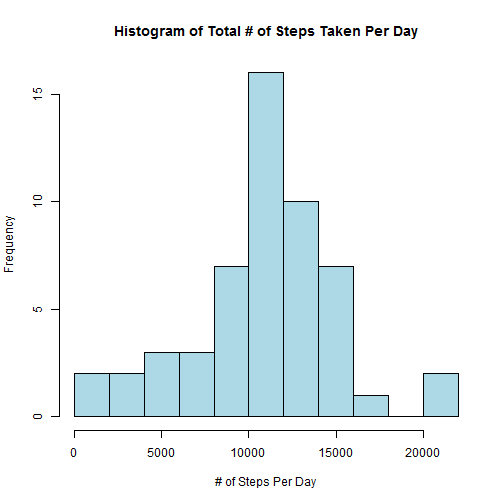 Histogram of Total # of Steps Taken Per Day
Frequency
15
10
5
0
0 5000 10000 15000 20000
# of Steps Per Day